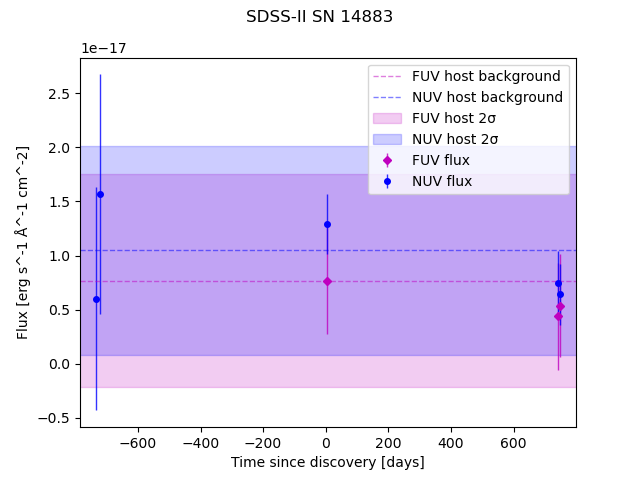 SDSS-II SN 14883
1e−17
FUV host background
NUV host background
FUV host 2σ
NUV host 2σ
FUV flux
NUV flux
2.5
2.0
1.5
1.0
0.5
0.0
−0.5
Flux [erg s^-1 Å^-1 cm^-2]
−600
−400
−200
0
200
400
600
Time since discovery [days]